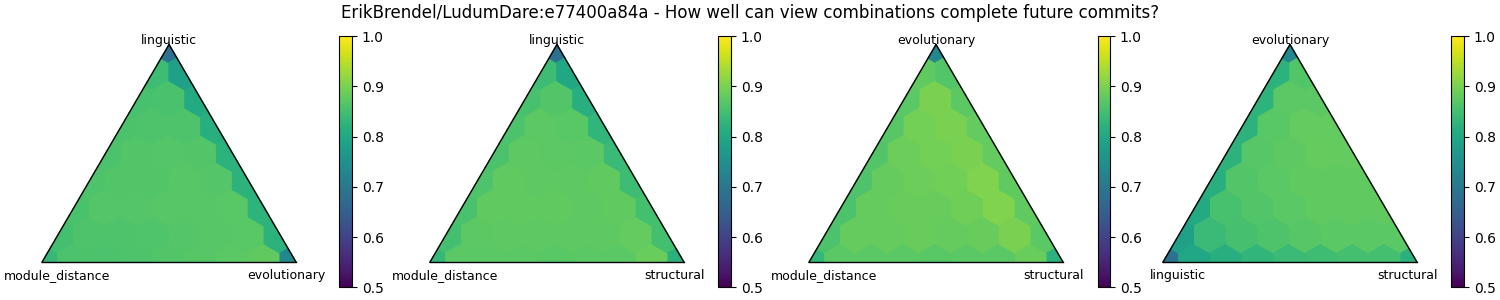 ErikBrendel/LudumDare:e77400a84a - How well can view combinations complete future commits?
linguistic
module_distance evolutionary
1.0
0.9
0.8
0.7
0.6
0.5
linguistic
module_distance structural
1.0
0.9
0.8
0.7
0.6
0.5
evolutionary
module_distance structural
1.0
0.9
0.8
0.7
0.6
0.5
evolutionary
linguistic structural
1.0
0.9
0.8
0.7
0.6
0.5